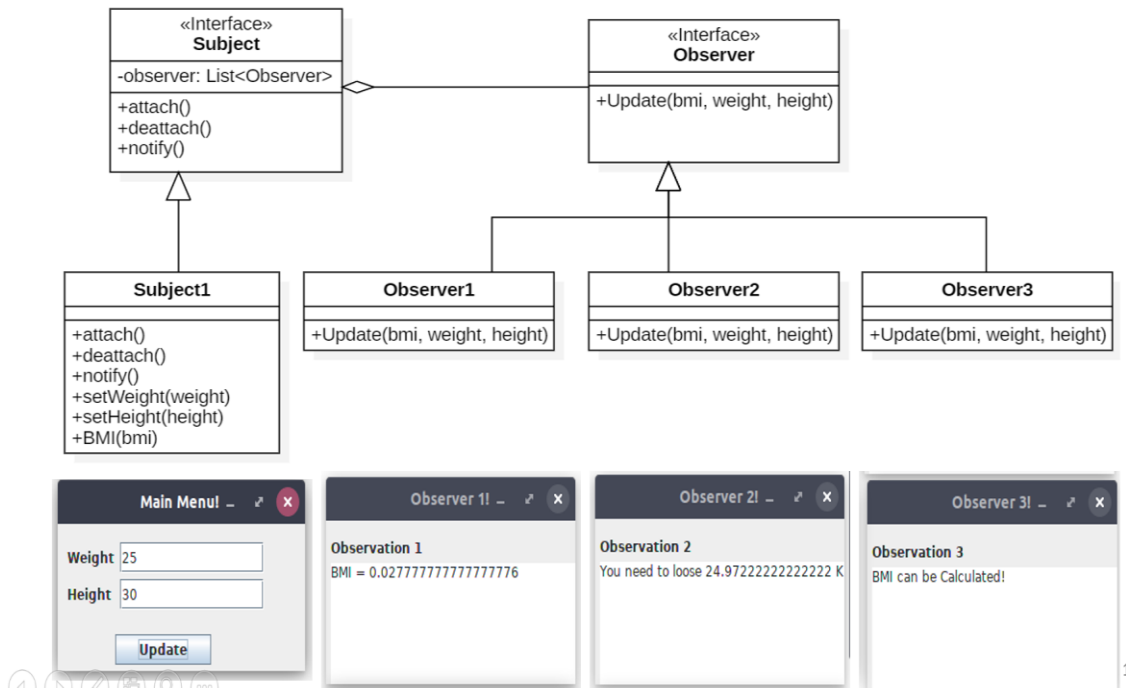 «Interface»
Subject
-observer: List<Observer>
+attach()
+deattach()
+notify()
«Interface»
Observer
+Update(bmi, weight, height)
Subject1
+attach()
+deattach()
+notify()
+setWeight(weight)
+setHeight(height)
+BMI(bmi)
Observer1
+Update(bmi, weight, height)
Observer2
+Update(bmi, weight, height)
Observer3
+Update(bmi, weight, height)
Main Menu!
Weight 25
Height 30
Update
Observer 1!
Observation 1
BMI = 0.027777777777777776
Observer 2!
Observation 2
You need to loose 24.97222222222222 K
Observer 3!
Observation 3
BMI can be Calculated!